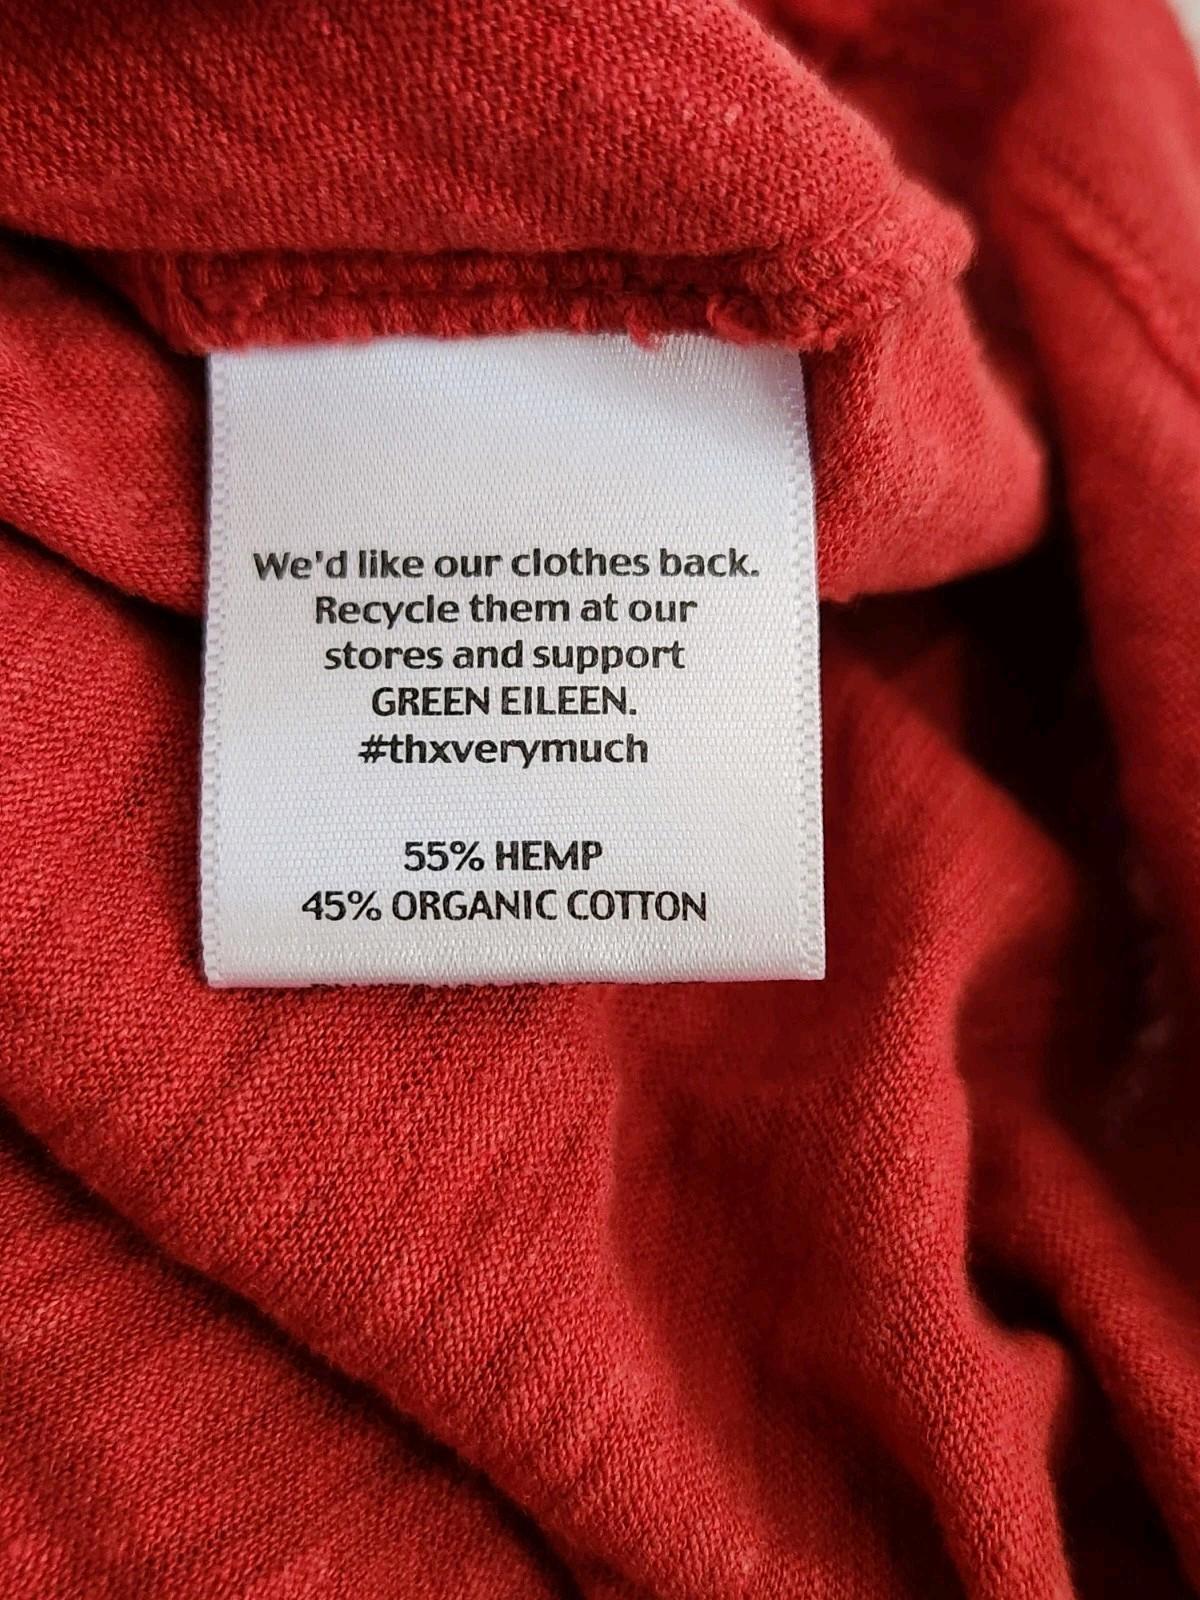 We'd like our clothes back.
Recycle them at our
stores and support
GREEN EILEEN.
#thxverymuch
55% HEMP
45% ORGANIC COTTON